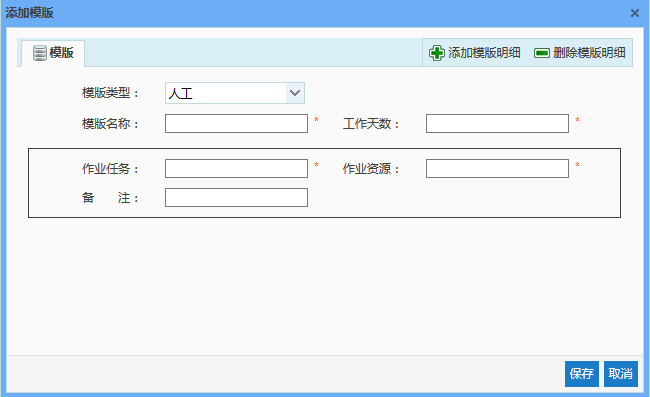 添加模版
模版 添加模版明细 删除模版明细
模版类型： 人工
模版名称： * 工作天数： *
作业任务： * 作业资源： *
备 注：
保存 取消